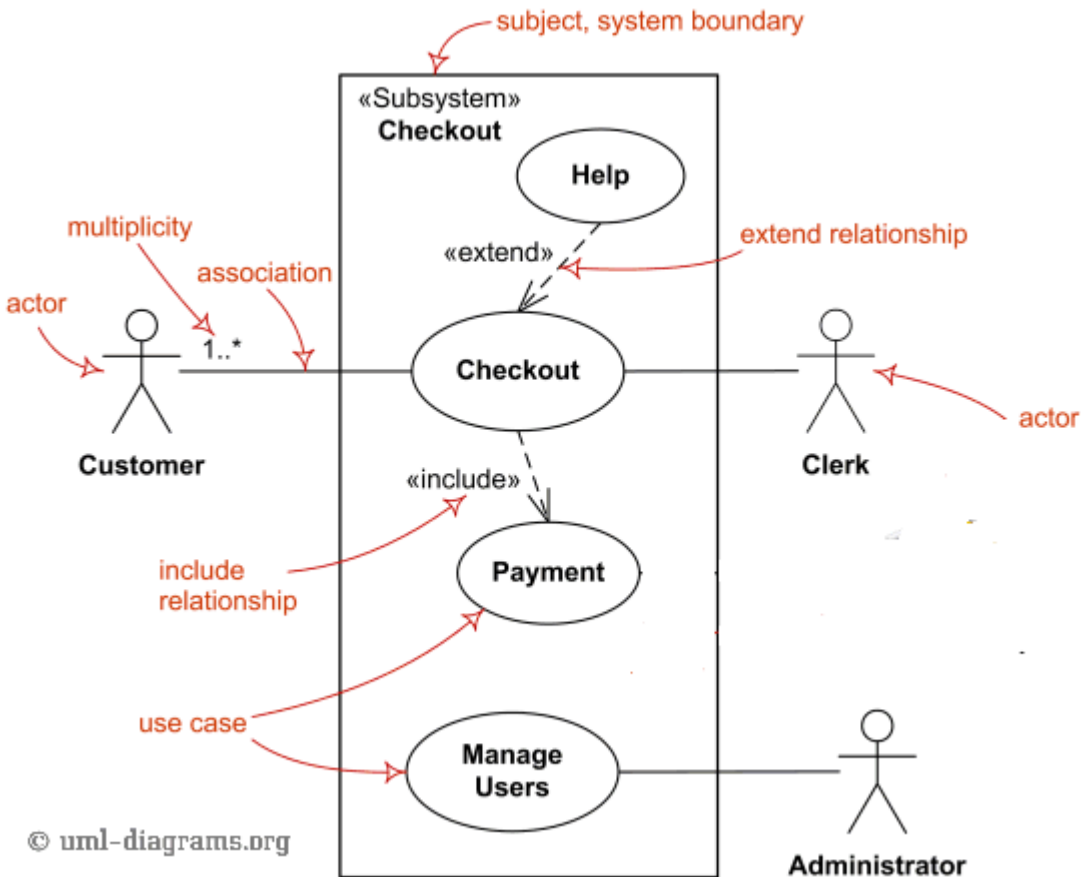 subject, system boundary
«Subsystem»
Checkout
Help
multiplicity
«extend»
extend relationship
association
actor
1..*
Checkout
actor
Customer
Clerk
«include»
include
relationship
Payment
use case
Manage
Users
© uml-diagrams.org
Administrator